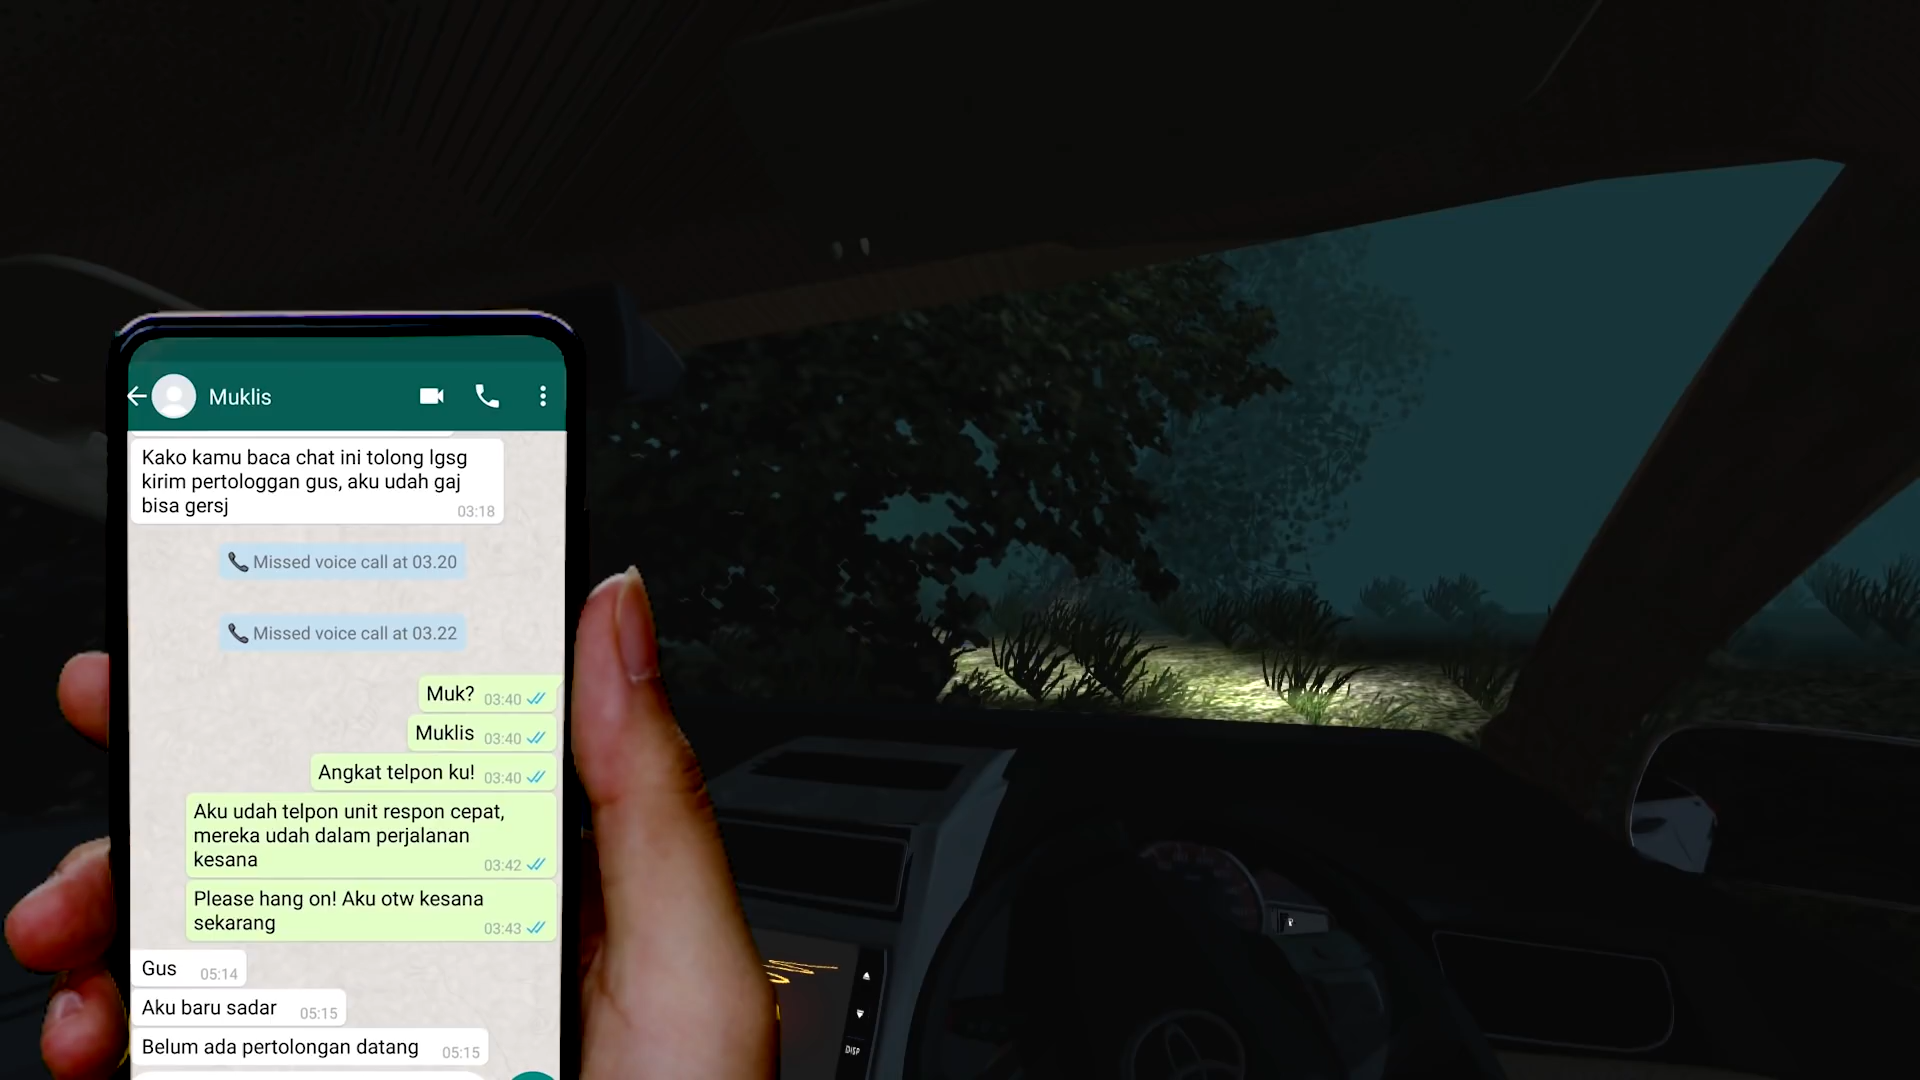 Muklis
Kako kamu baca chat ini tolong lgsg
kirim pertologgan gus, aku udah gaj
bisa gersj
03:18
Missed voice call at 03.20
Missed voice call at 03.22
Muk? 03:40
Muklis 03:40
Angkat telpon ku! 03:40
Aku udah telpon unit respon cepat,
mereka udah dalam perjalanan
kesana
03:42
Please hang on! Aku otw kesana
sekarang
03:43
Gus 05:14
Aku baru sadar 05:15
Belum ada pertolongan datang 05:15
DISP